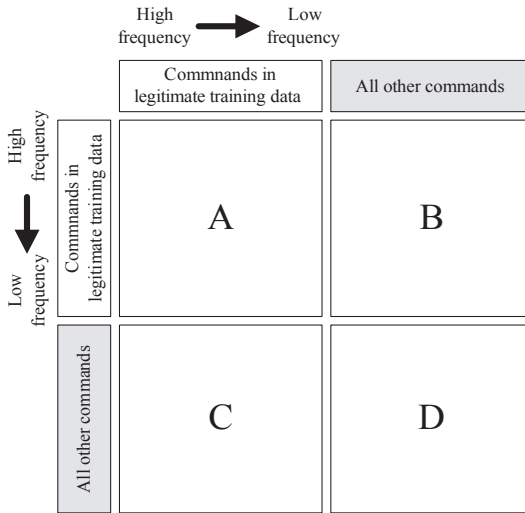 High
frequency
Low
frequency
Commnands in
legitimate training data
All other commands
High
frequency
Low
frequency
Commnands in
legitimate training data
All other commands
A
B
C
D